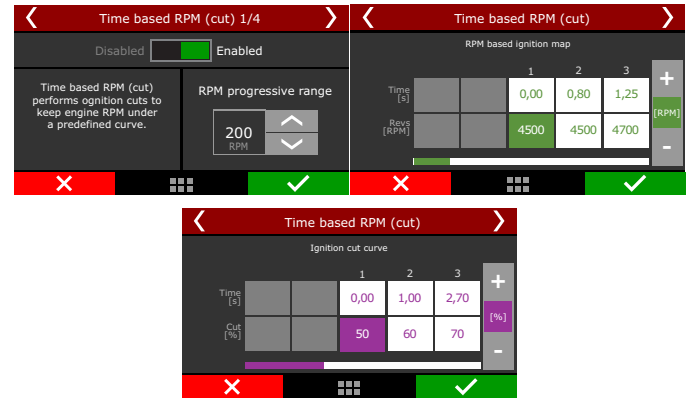 Time based RPM (cut) 1/4
Disabled Enabled
Time based RPM (cut)
performs ognition cuts to
keep engine RPM under
a predefined curve.
RPM progressive range
200
RPM
Time based RPM (cut)
RPM based ignition map
1 2 3
Time
[s]
0,00 0,80 1,25
Revs
[RPM]
4500 4500 4700
+
[RPM]
-
Time based RPM (cut)
Ignition cut curve
1 2 3
Time
[s]
0,00 1,00 2,70
Cut
[%]
50 60 70
+
[%]
-